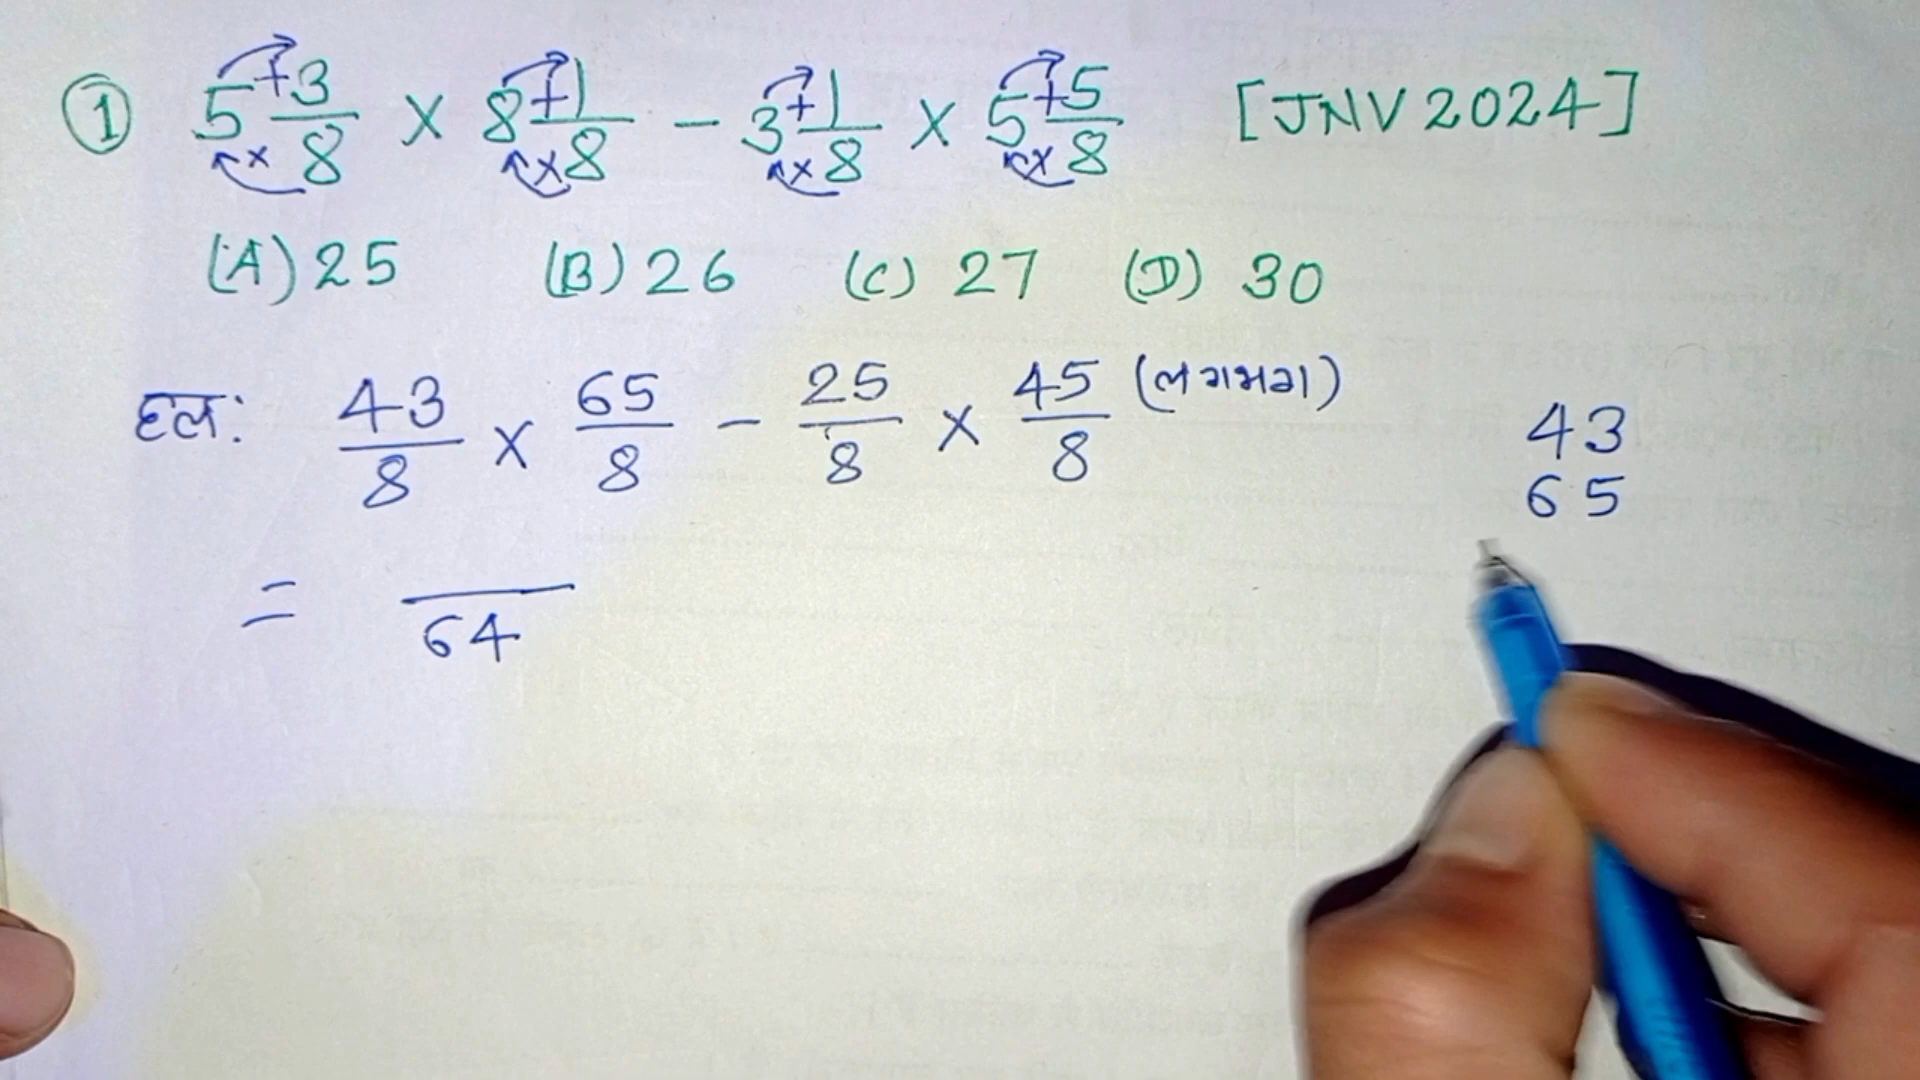 ① 5 3/8 × 8 1/8 - 3 1/8 × 5 5/8 [JNV 2024]
(A) 25 (B) 26 (C) 27 (D) 30
हल: 43/8 × 65/8 - 25/8 × 45/8 (लगभग)
43
65
= /64